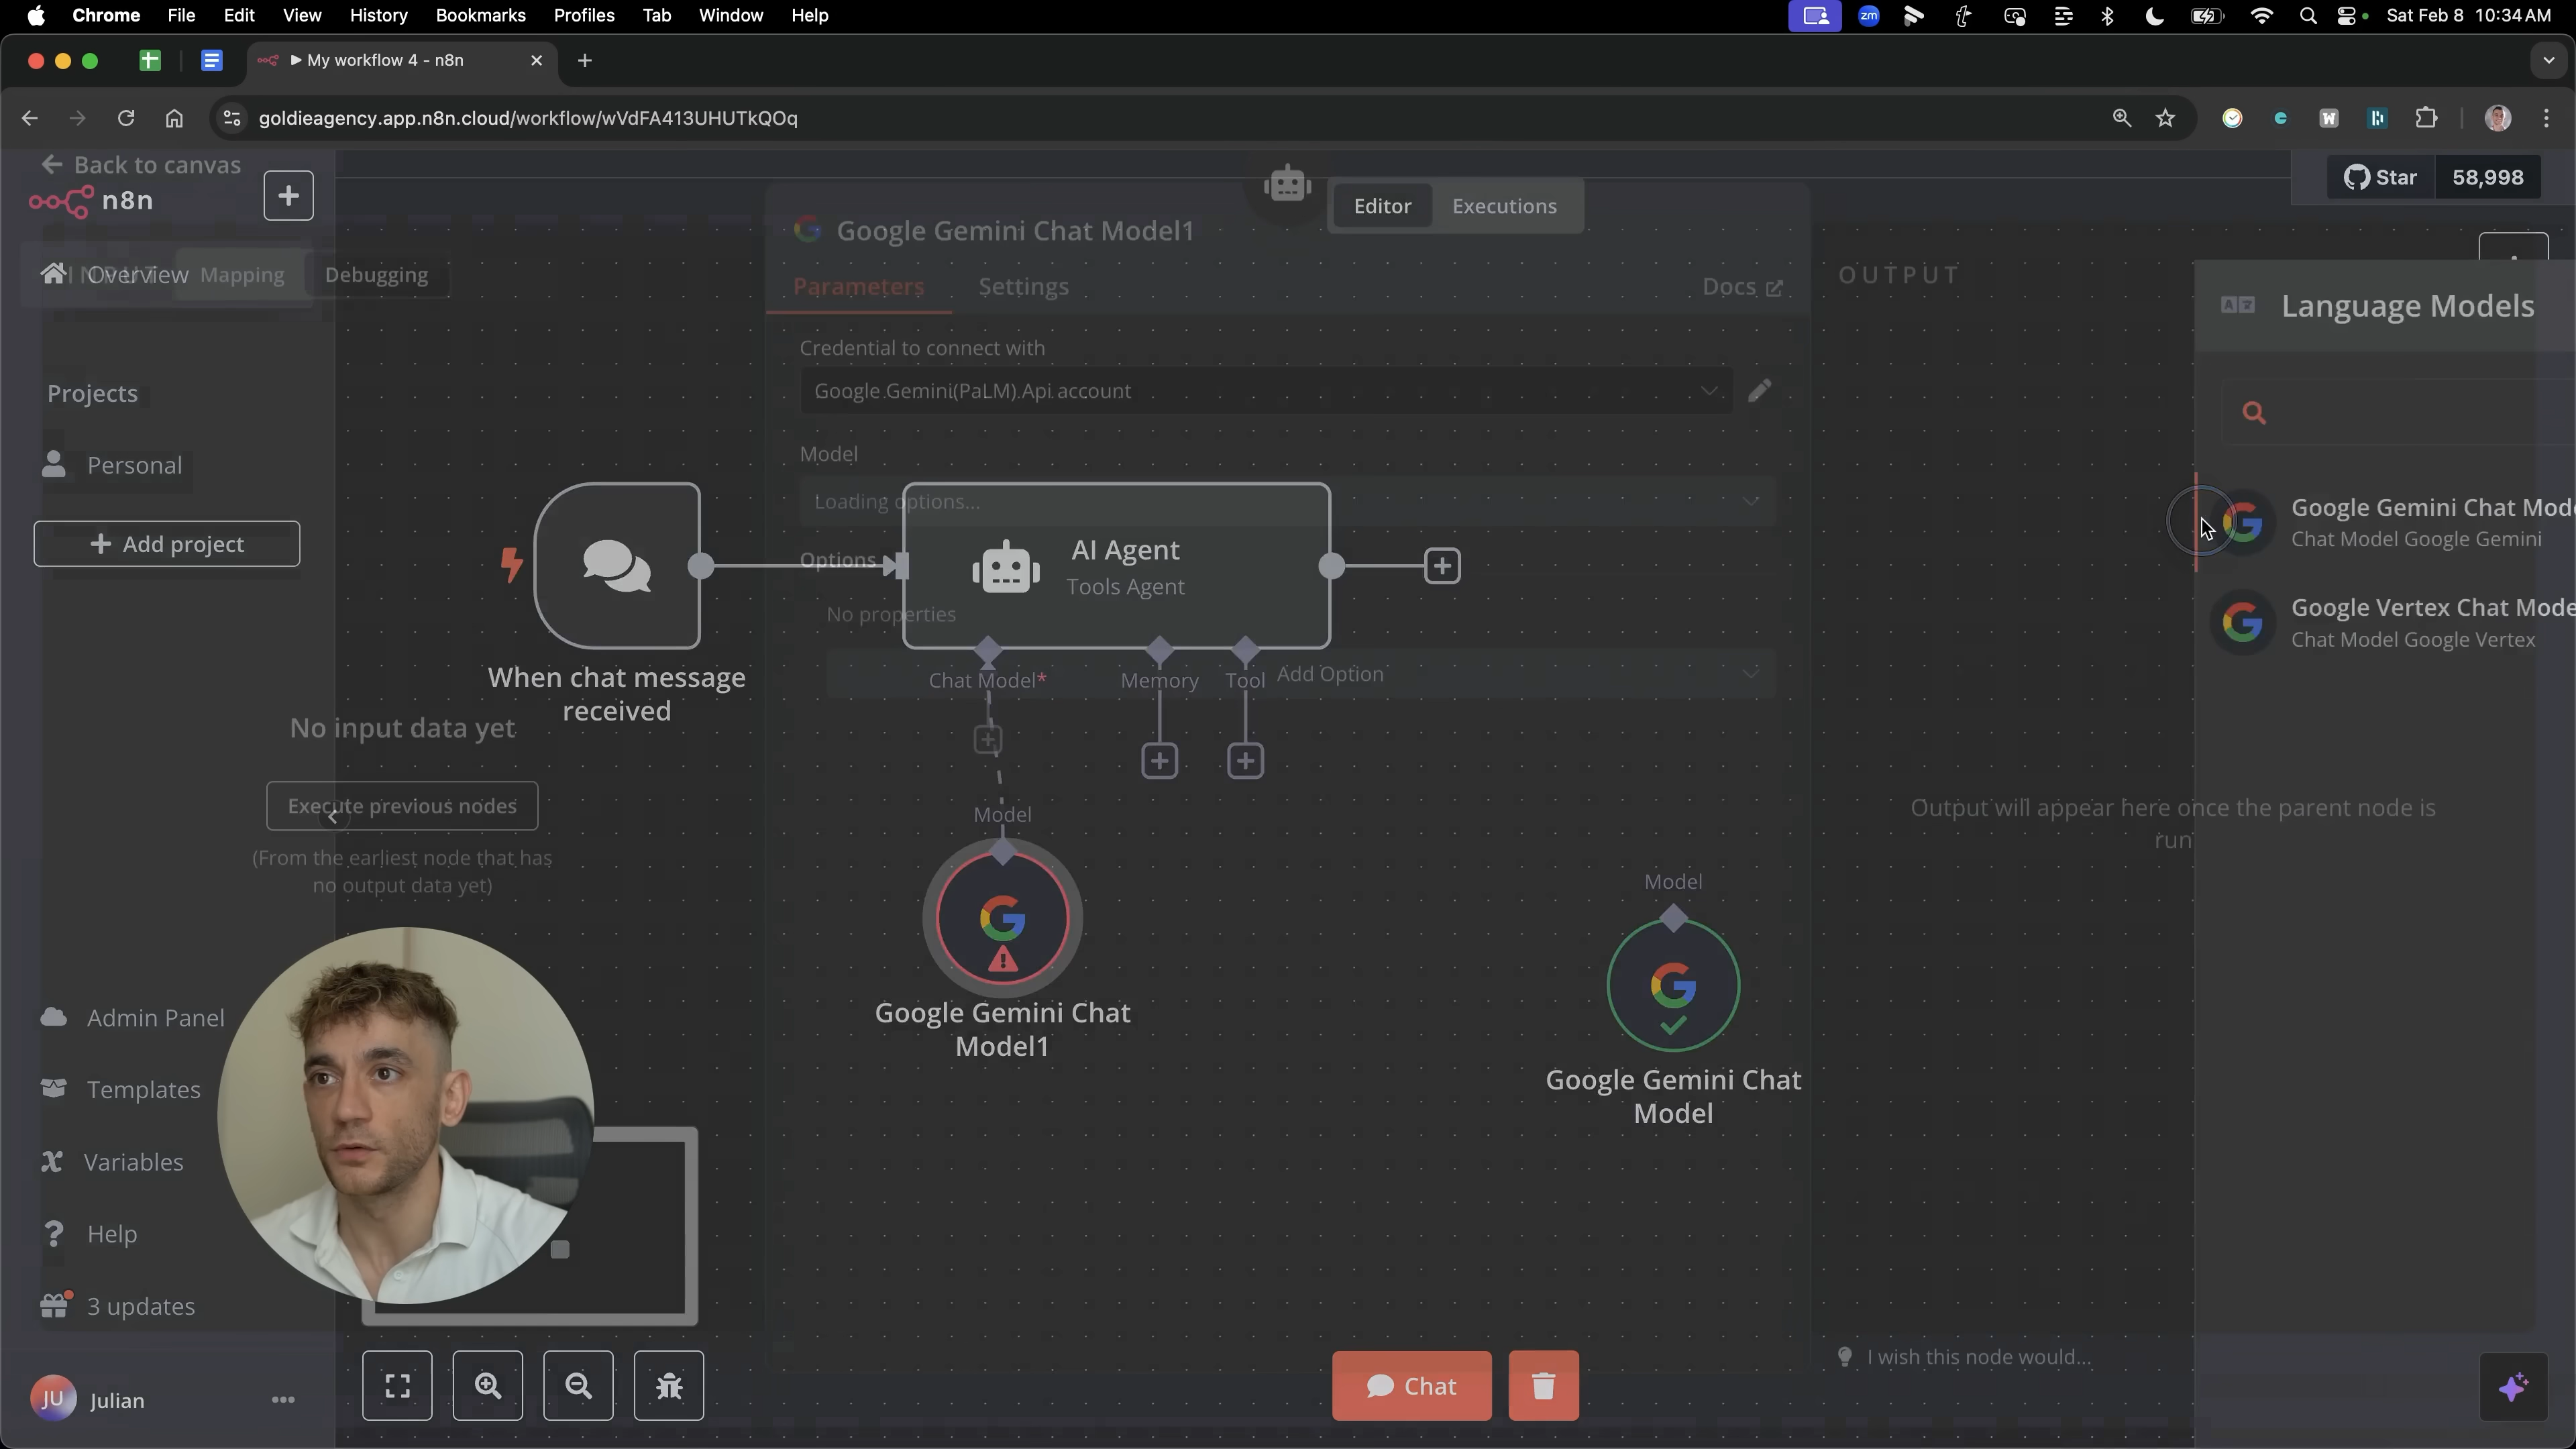 Chrome File Edit View History Bookmarks Profiles Tab Window Help
zm
Sat Feb 8 10:34 AM
My workflow 4 - n8n
goldieagency.app.n8n.cloud/workflow/wVdFA413UHUTkQOq
Back to canvas
n8n
Editor Executions
Star 58,998
Google Gemini Chat Model1
Overview
Mapping Debugging
Parameters Settings Docs
OUTPUT
Language Models
Credential to connect with
Google Gemini(PaLM) Api account
Projects
Model
Personal
Loading options...
Google Gemini Chat Mode
Chat Model Google Gemini
Add project
Options
AI Agent
Tools Agent
No properties
Google Vertex Chat Mode
Chat Model Google Vertex
When chat message
received
Chat Model*
Memory
Tool
Add Option
No input data yet
Execute previous nodes
(From the earliest node that has
no output data yet)
Model
Output will appear here once the parent node is
run
Model
Google Gemini Chat
Model1
Google Gemini Chat
Model
Admin Panel
Templates
Variables
Help
3 updates
I wish this node would...
JU Julian
Chat